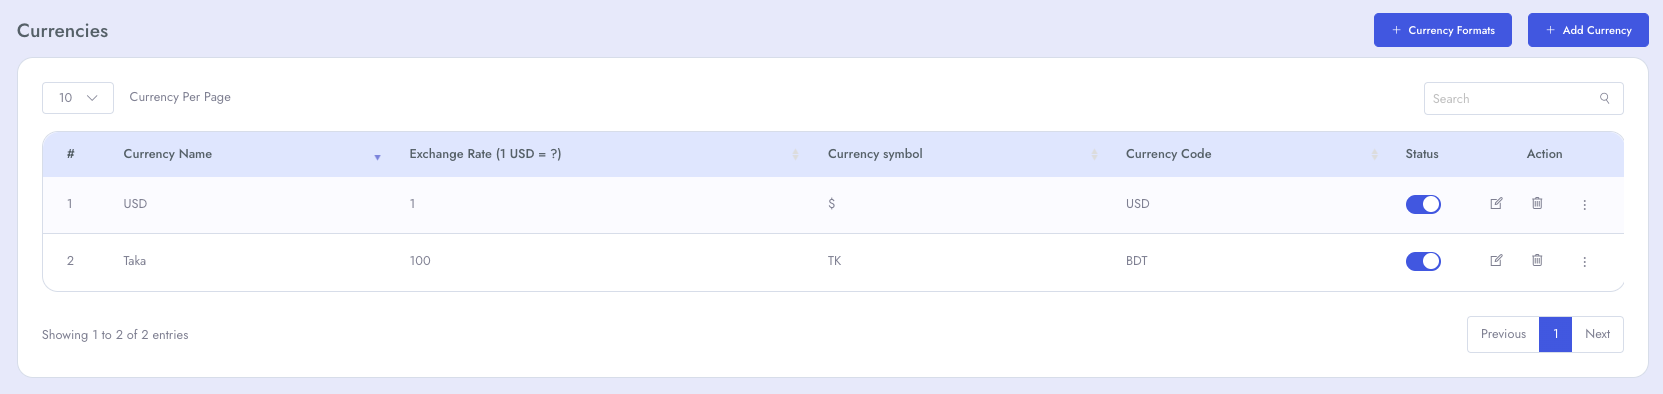 Currencies
+ Currency Formats
+ Add Currency
10
Currency Per Page
Search
# Currency Name Exchange Rate (1 USD = ?) Currency symbol Currency Code Status Action
1 USD 1 $ USD
2 Taka 100 TK BDT
Showing 1 to 2 of 2 entries
Previous 1 Next